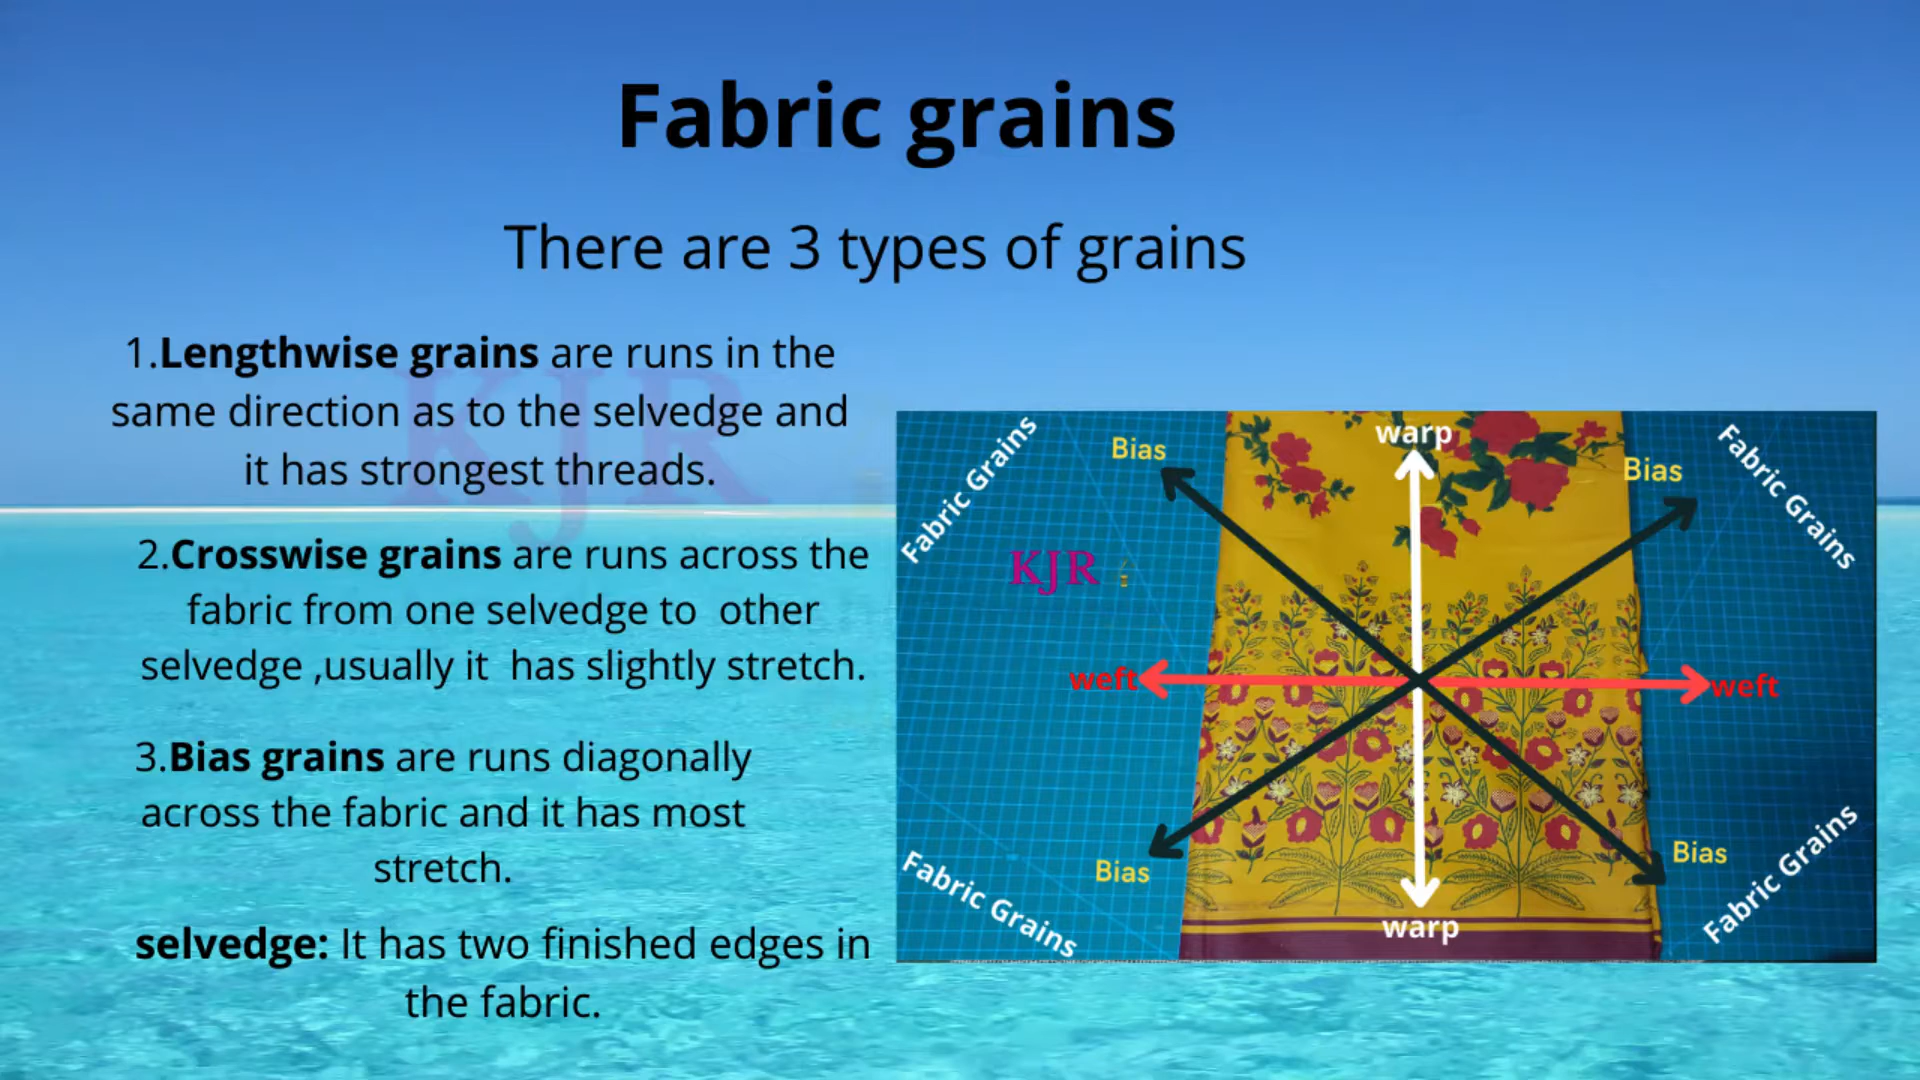 Fabric grains
There are 3 types of grains
1.Lengthwise grains are runs in the
same direction as to the selvedge and
it has strongest threads.
2.Crosswise grains are runs across the
fabric from one selvedge to  other
selvedge ,usually it  has slightly stretch.
3.Bias grains are runs diagonally
across the fabric and it has most
stretch.
selvedge: It has two finished edges in
the fabric.
KJR
Fabric Grains
Bias
warp
Bias
Fabric Grains
KJR
weft
weft
Bias
Bias
Fabric Grains
warp
Fabric Grains